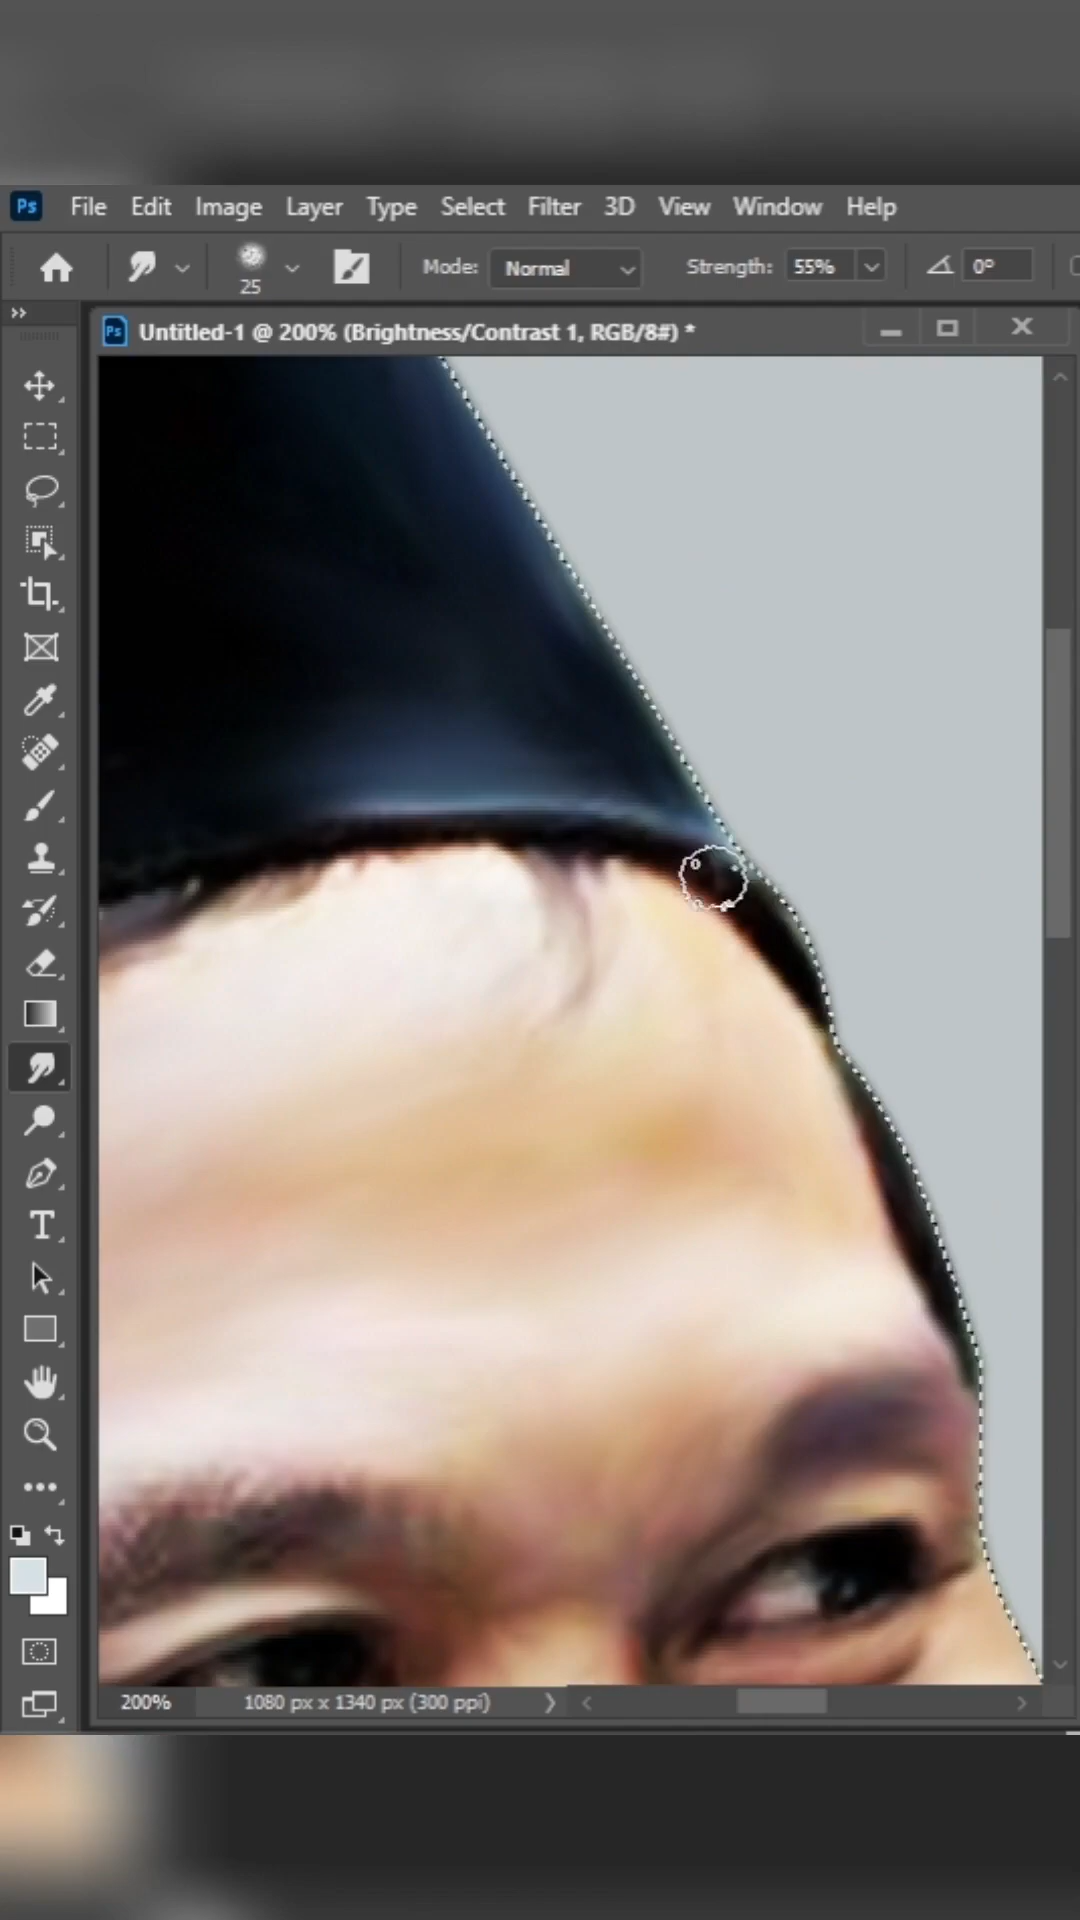 Ps File Edit Image Layer Type Select Filter 3D View Window Help
25 Mode: Normal Strength: 55% 0°
Ps Untitled-1 @ 200% (Brightness/Contrast 1, RGB/8#) *
T
200% 1080 px x 1340 px (300 ppi)